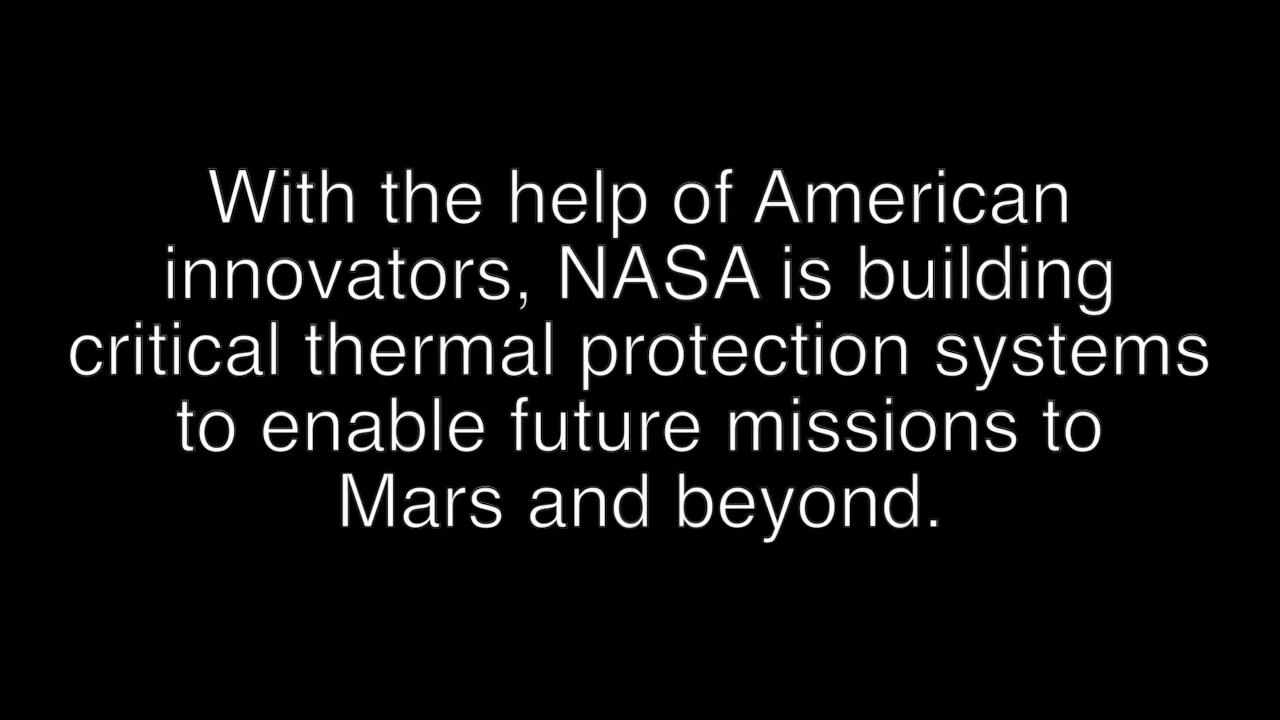 With the help of American
innovators, NASA is building
critical thermal protection systems
to enable future missions to
Mars and beyond.